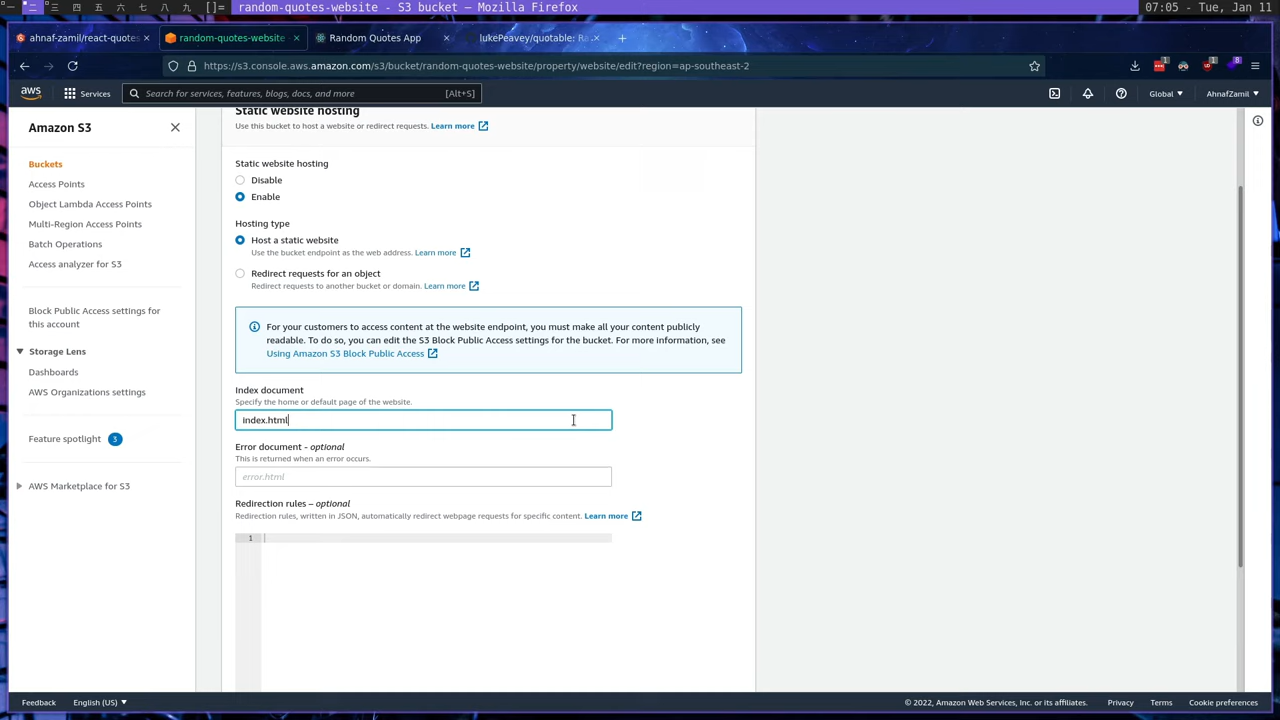 random-quotes-website - S3 bucket - Mozilla Firefox
07:05 - Tue, Jan 11
ahnaf-zamil/react-quotes
random-quotes-website
Random Quotes App
lukePeavey/quotable: Ra
https://s3.console.aws.amazon.com/s3/bucket/random-quotes-website/property/website/edit?region=ap-southeast-2
aws
Services
Search for services, features, blogs, docs, and more
[Alt+S]
Global
AhnafZamil
Amazon S3
Buckets
Access Points
Object Lambda Access Points
Multi-Region Access Points
Batch Operations
Access analyzer for S3
Block Public Access settings for
this account
Storage Lens
Dashboards
AWS Organizations settings
Feature spotlight 3
AWS Marketplace for S3
Static website hosting
Use this bucket to host a website or redirect requests. Learn more
Static website hosting
Disable
Enable
Hosting type
Host a static website
Use the bucket endpoint as the web address. Learn more
Redirect requests for an object
Redirect requests to another bucket or domain. Learn more
For your customers to access content at the website endpoint, you must make all your content publicly
readable. To do so, you can edit the S3 Block Public Access settings for the bucket. For more information, see
Using Amazon S3 Block Public Access
Index document
Specify the home or default page of the website.
index.html
Error document - optional
This is returned when an error occurs.
error.html
Redirection rules – optional
Redirection rules, written in JSON, automatically redirect webpage requests for specific content. Learn more
1
Feedback
English (US)
© 2022, Amazon Web Services, Inc. or its affiliates.
Privacy
Terms
Cookie preferences